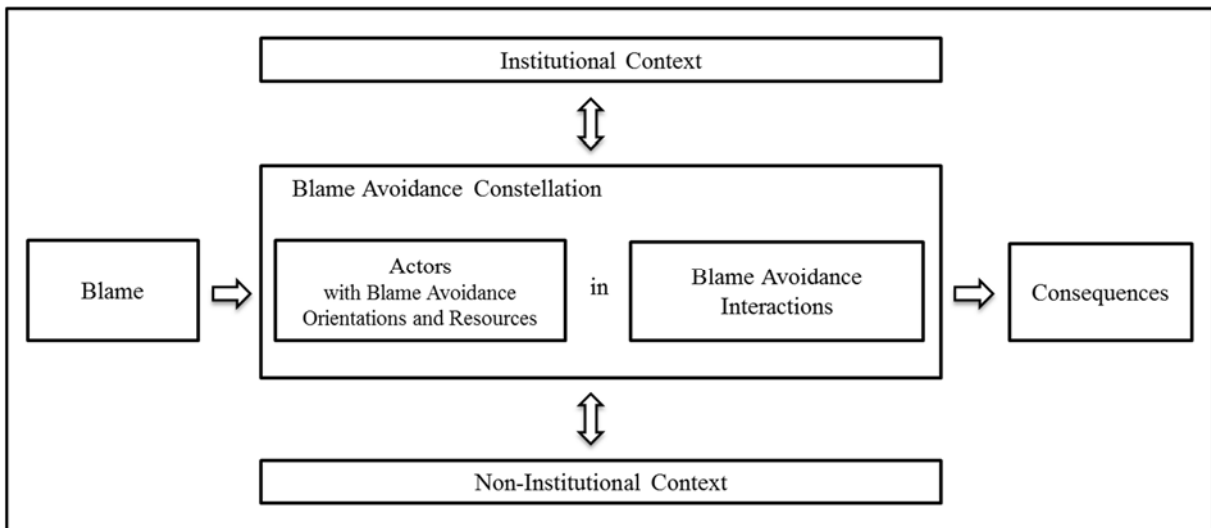 Institutional Context
Blame Avoidance Constellation
Blame
Actors
with Blame Avoidance
Orientations and Resources
in
Blame Avoidance
Interactions
Consequences
Non-Institutional Context